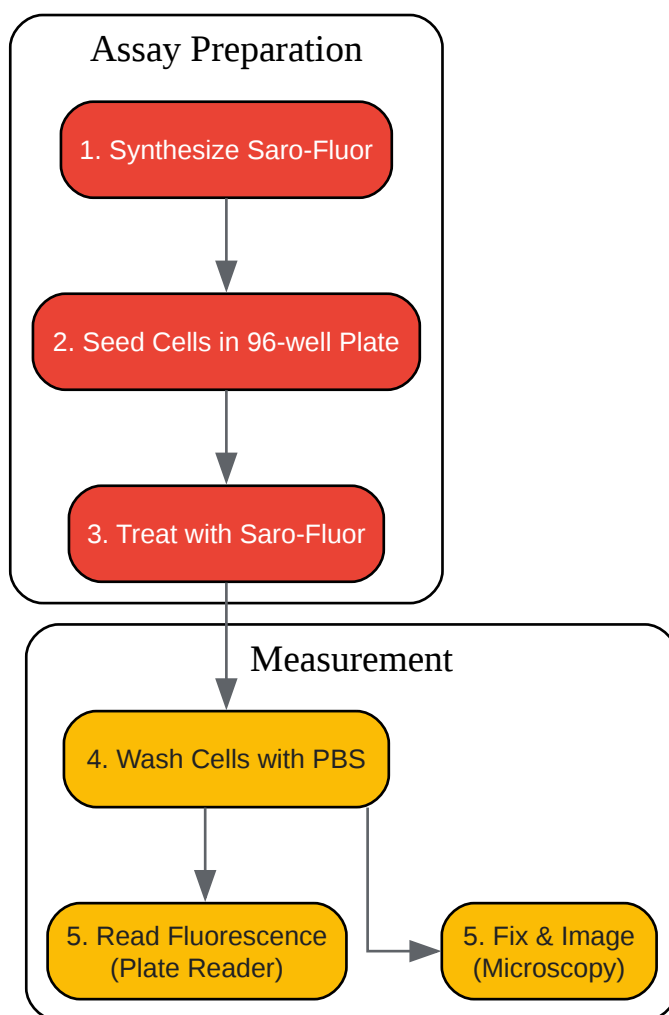 Assay Preparation
1. Synthesize Saro-Fluor
2. Seed Cells in 96-well Plate
3. Treat with Saro-Fluor
Measurement
4. Wash Cells with PBS
5. Read Fluorescence
(Plate Reader)
5. Fix & Image
(Microscopy)